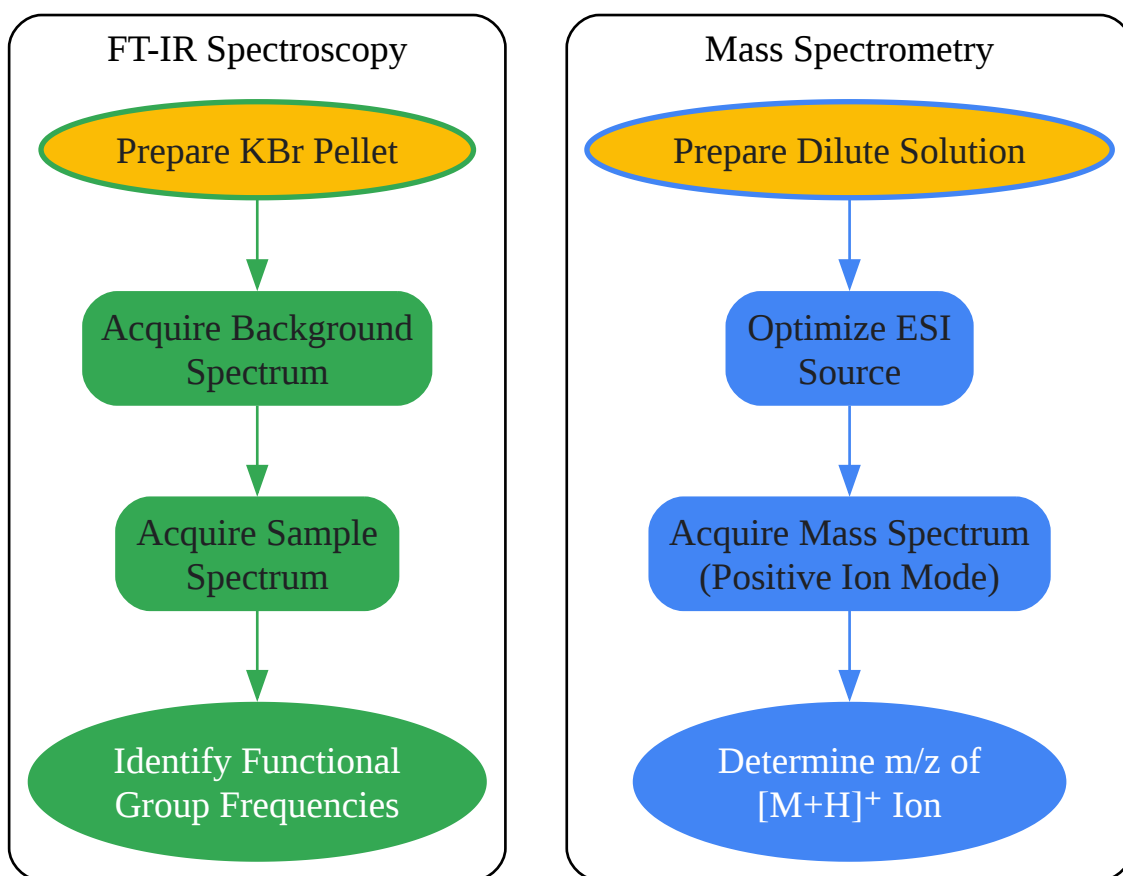 FT-IR Spectroscopy
Prepare KBr Pellet
Acquire Background
Spectrum
Acquire Sample
Spectrum
Identify Functional
Group Frequencies
Mass Spectrometry
Prepare Dilute Solution
Optimize ESI
Source
Acquire Mass Spectrum
(Positive Ion Mode)
Determine m/z of
[M+H]⁺ Ion